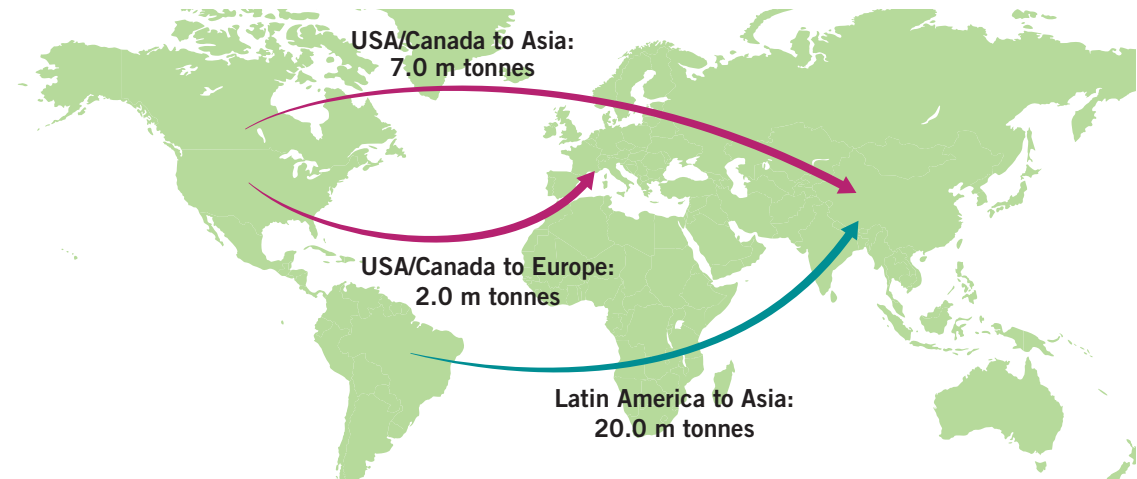 USA/Canada to Asia:
7.0 m tonnes
USA/Canada to Europe:
2.0 m tonnes
Latin America to Asia:
20.0 m tonnes